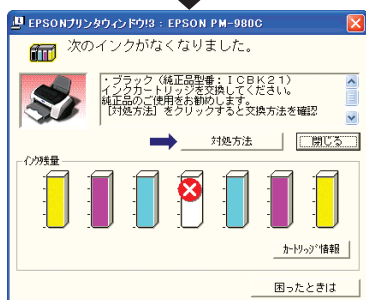 EPSONプリンタウィンドウ!3 : EPSON PM-980C
次のインクがなくなりました。
・ブラック（純正品型番：ICBK21）
インクカートリッジを交換してください。
純正品のご使用をお勧めします。
［対処方法］をクリックすると交換方法を確認
対処方法
閉じる
インク残量
カートリッジ情報
困ったときは